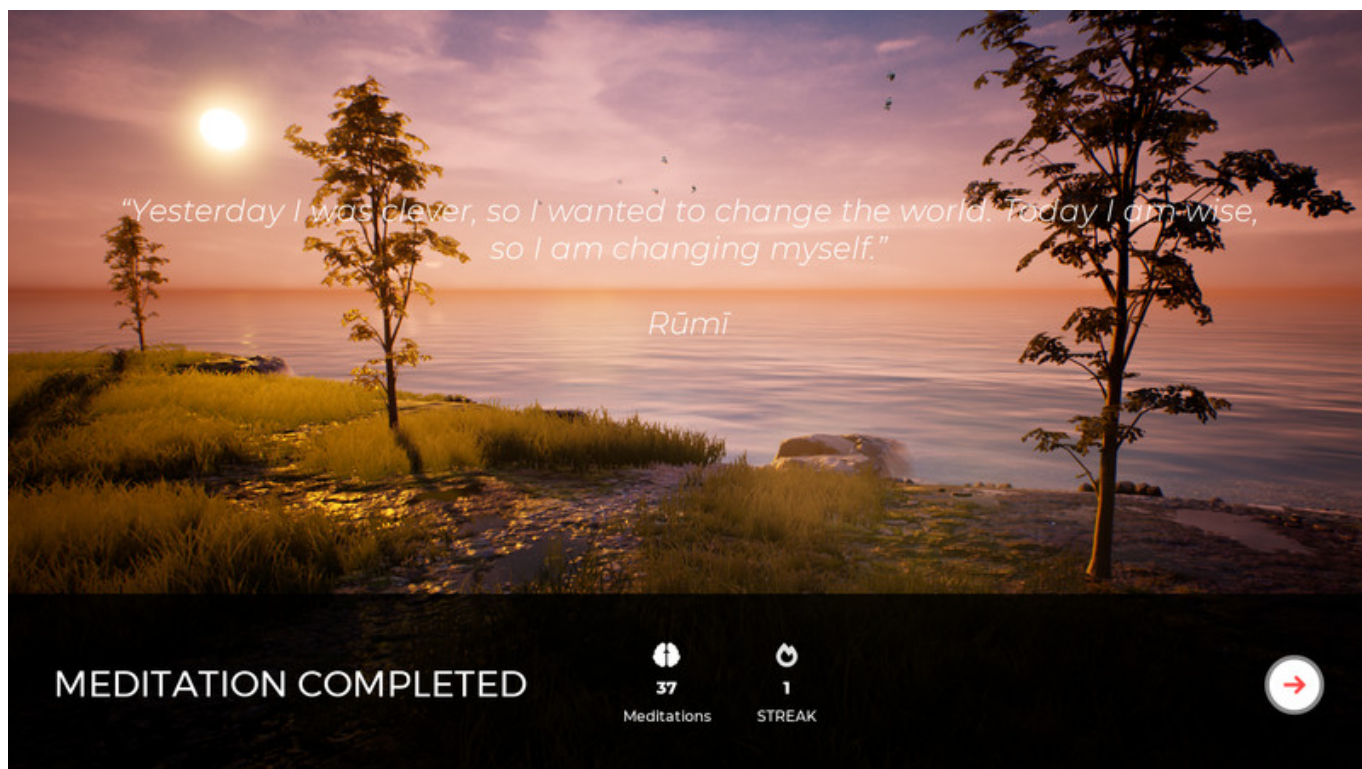 “Yesterday I was clever, so I wanted to change the world. Today I am wise,
so I am changing myself.”
Rūmī
MEDITATION COMPLETED
37
Meditations
1
STREAK